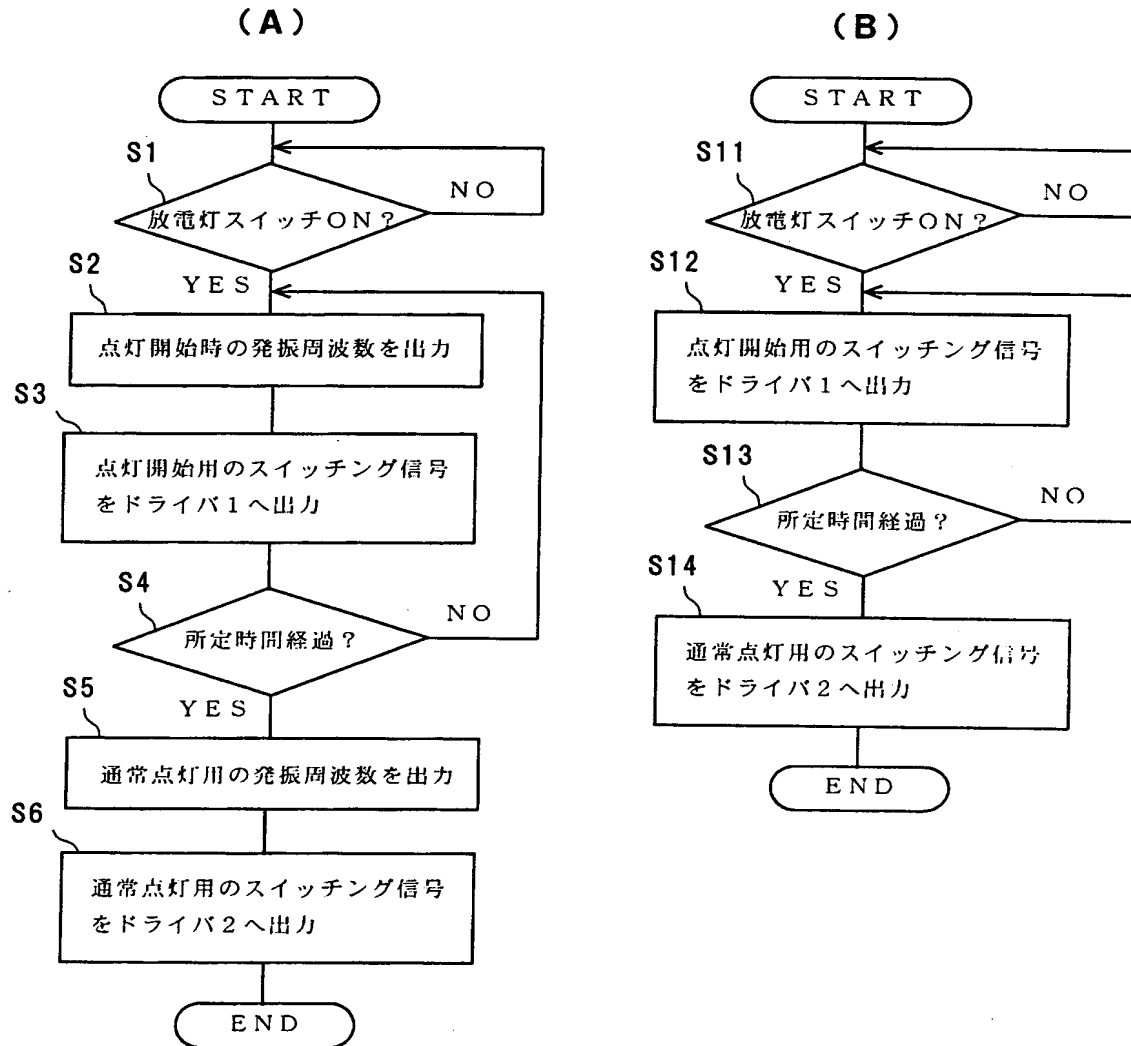 (A)
START
S1
放電灯スイッチON?
NO
YES
S2
点灯開始時の発振周波数を出力
S3
点灯開始用のスイッチング信号
をドライバ1へ出力
S4
所定時間経過?
NO
YES
S5
通常点灯用の発振周波数を出力
S6
通常点灯用のスイッチング信号
をドライバ2へ出力
END
(B)
START
S11
放電灯スイッチON?
NO
YES
S12
点灯開始用のスイッチング信号
をドライバ1へ出力
S13
所定時間経過?
NO
YES
S14
通常点灯用のスイッチング信号
をドライバ2へ出力
END